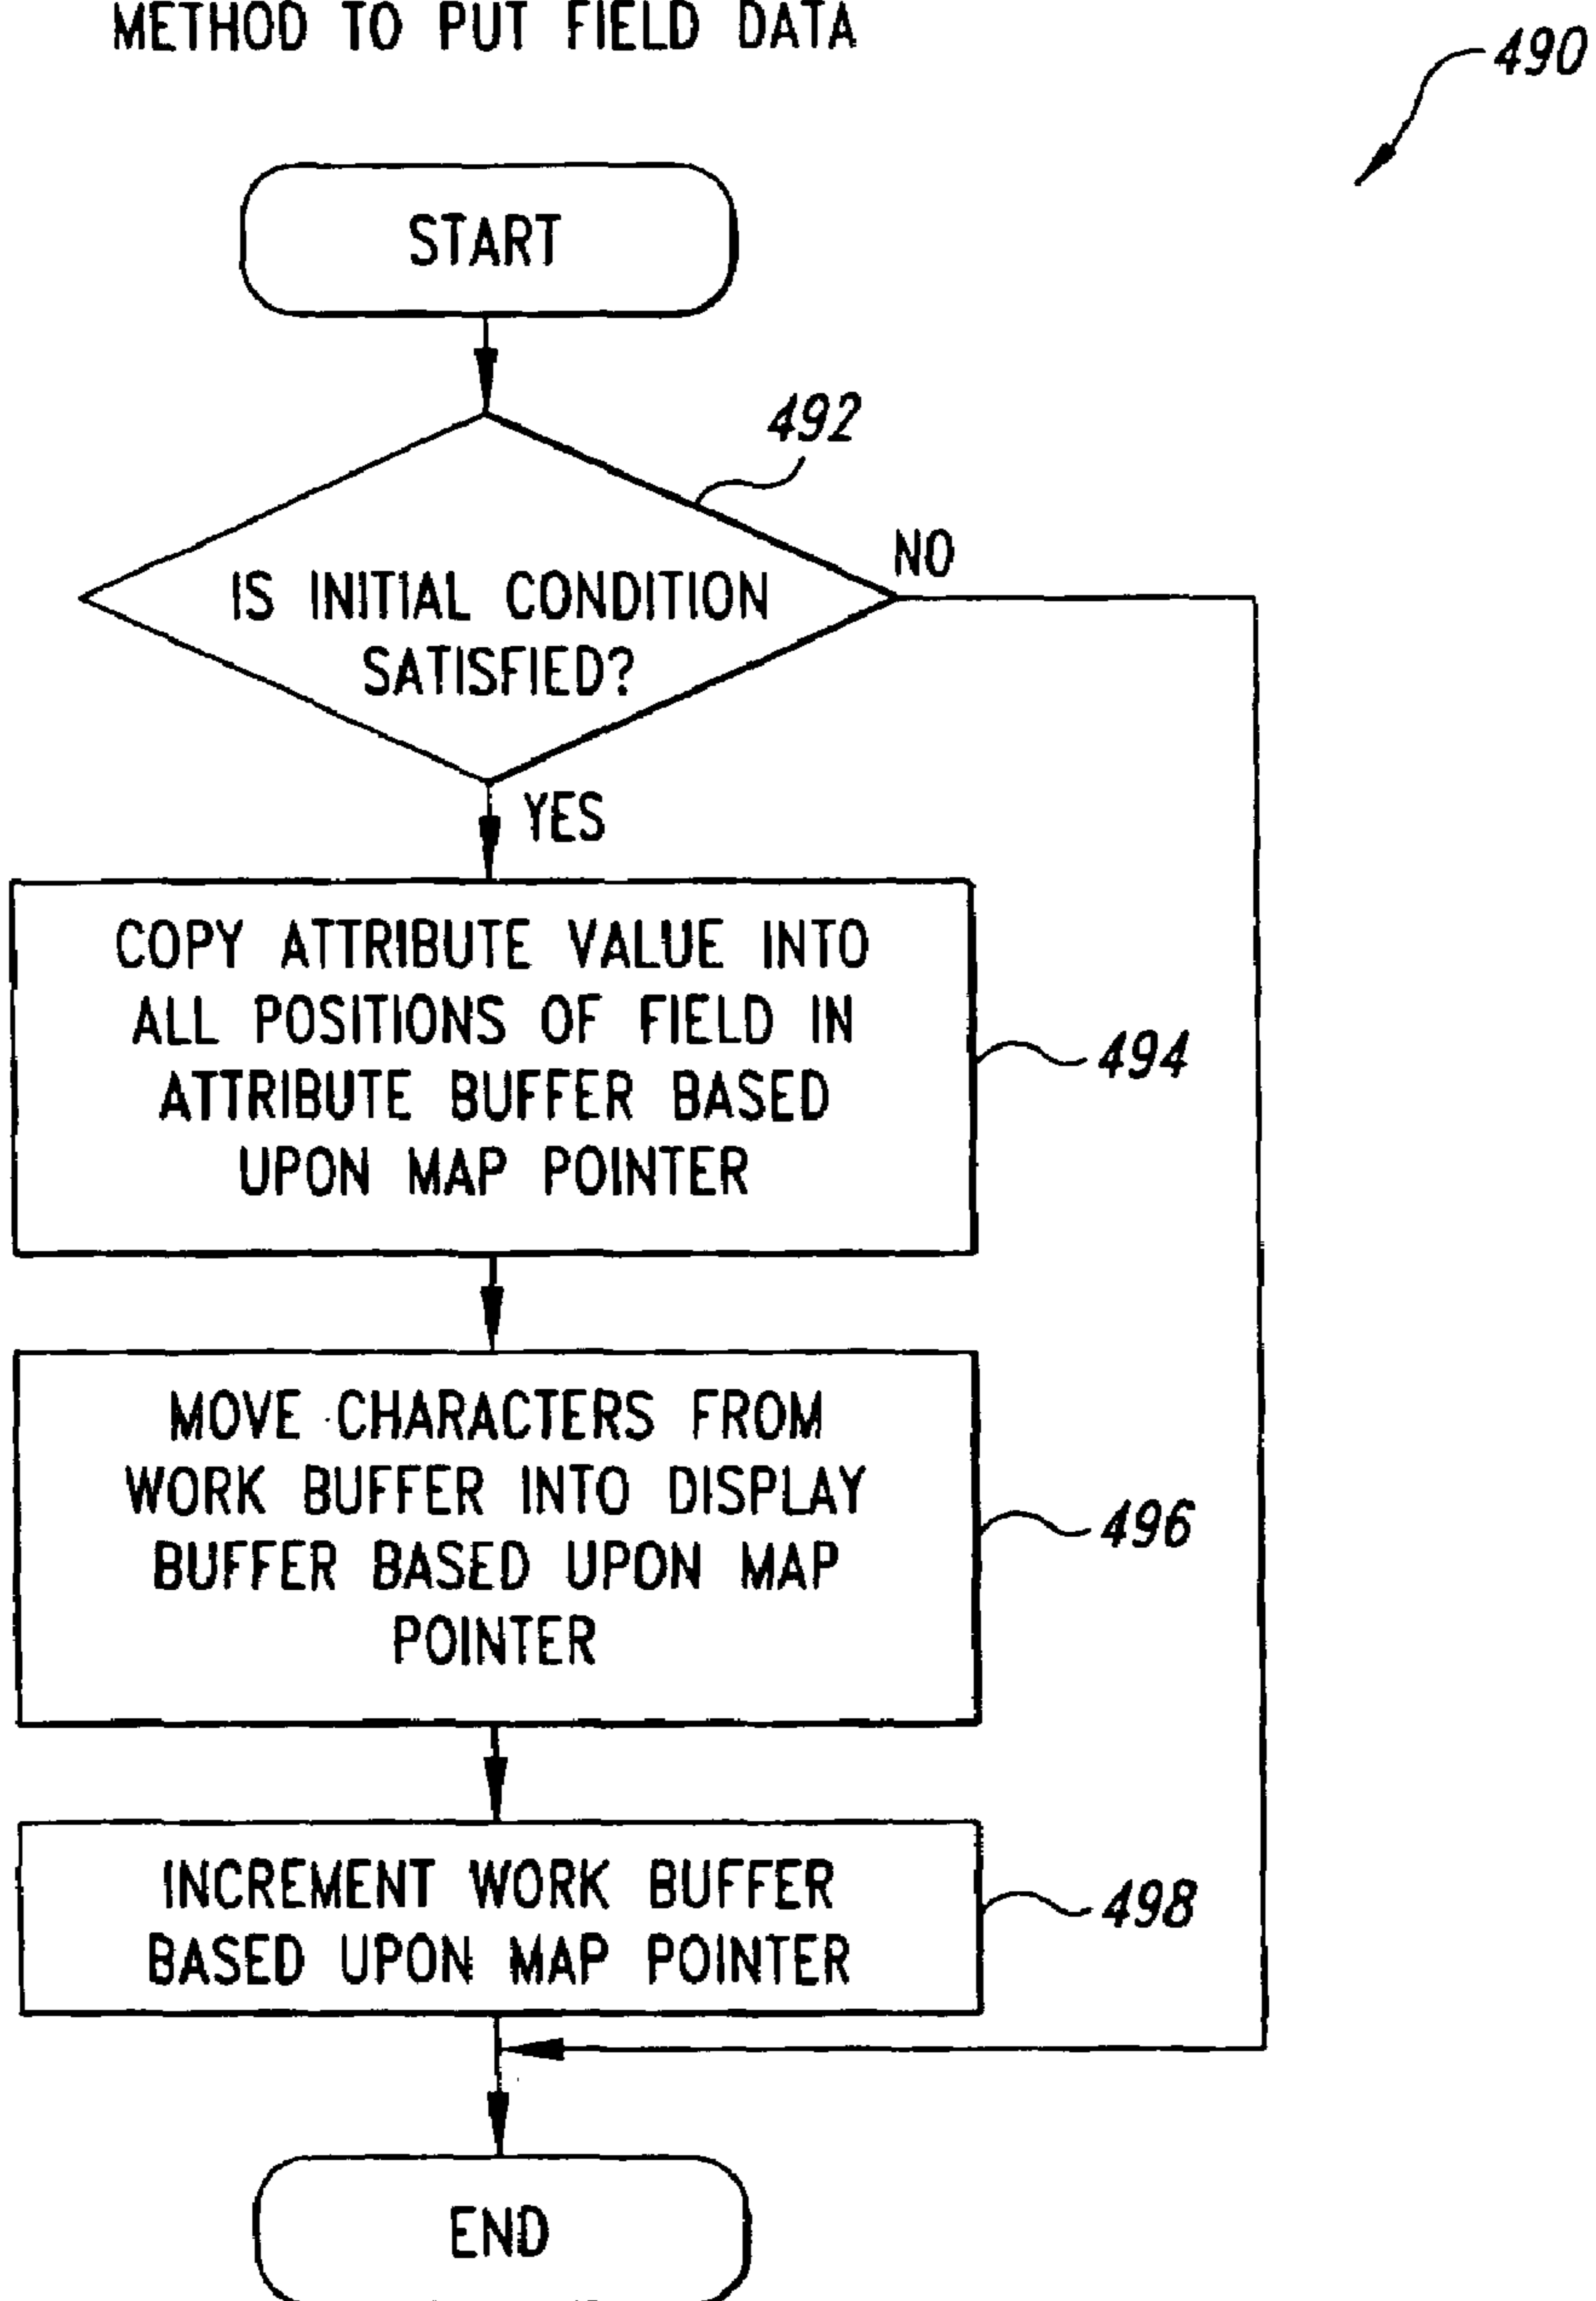 METHOD TO PUT FIELD DATA
490
START
492
IS INITIAL CONDITION
SATISFIED?
NO
YES
COPY ATTRIBUTE VALUE INTO
ALL POSITIONS OF FIELD IN
ATTRIBUTE BUFFER BASED
UPON MAP POINTER
494
MOVE CHARACTERS FROM
WORK BUFFER INTO DISPLAY
BUFFER BASED UPON MAP
POINTER
496
INCREMENT WORK BUFFER
BASED UPON MAP POINTER
498
END